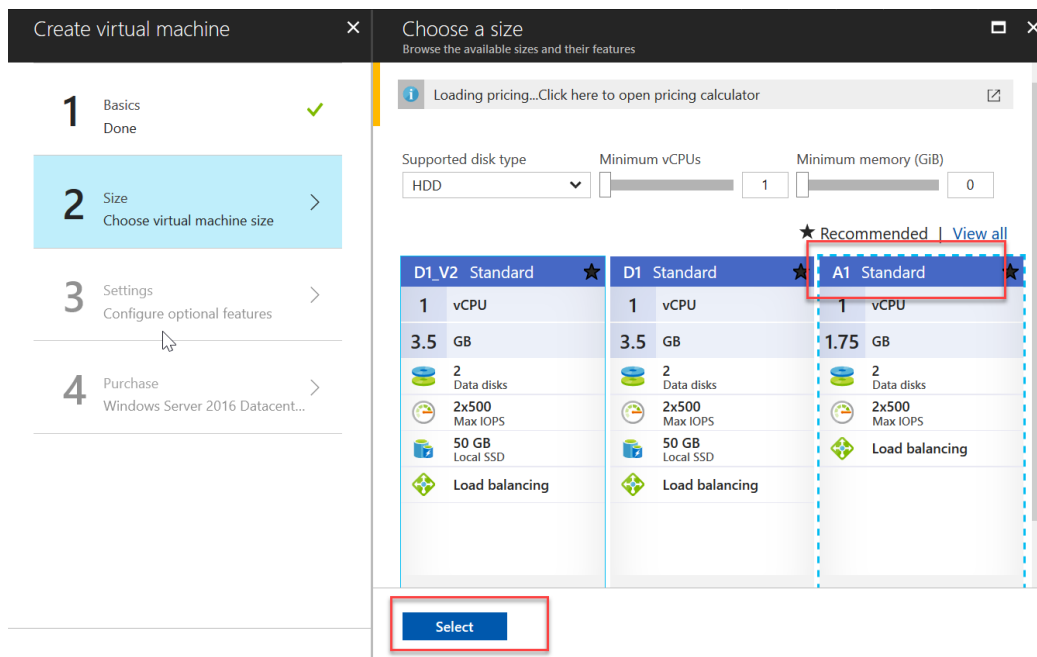 Create virtual machine
1
Basics
Done
2
Size
Choose virtual machine size
3
Settings
Configure optional features
4
Purchase
Windows Server 2016 Datacent...
Choose a size
Browse the available sizes and their features
Loading pricing...Click here to open pricing calculator
Supported disk type
HDD
Minimum vCPUs
1
Minimum memory (GiB)
0
★ Recommended | View all
D1_V2 Standard
1 vCPU
3.5 GB
2
Data disks
2x500
Max IOPS
50 GB
Local SSD
Load balancing
D1 Standard
1 vCPU
3.5 GB
2
Data disks
2x500
Max IOPS
50 GB
Local SSD
Load balancing
A1 Standard
1 vCPU
1.75 GB
2
Data disks
2x500
Max IOPS
Load balancing
Select